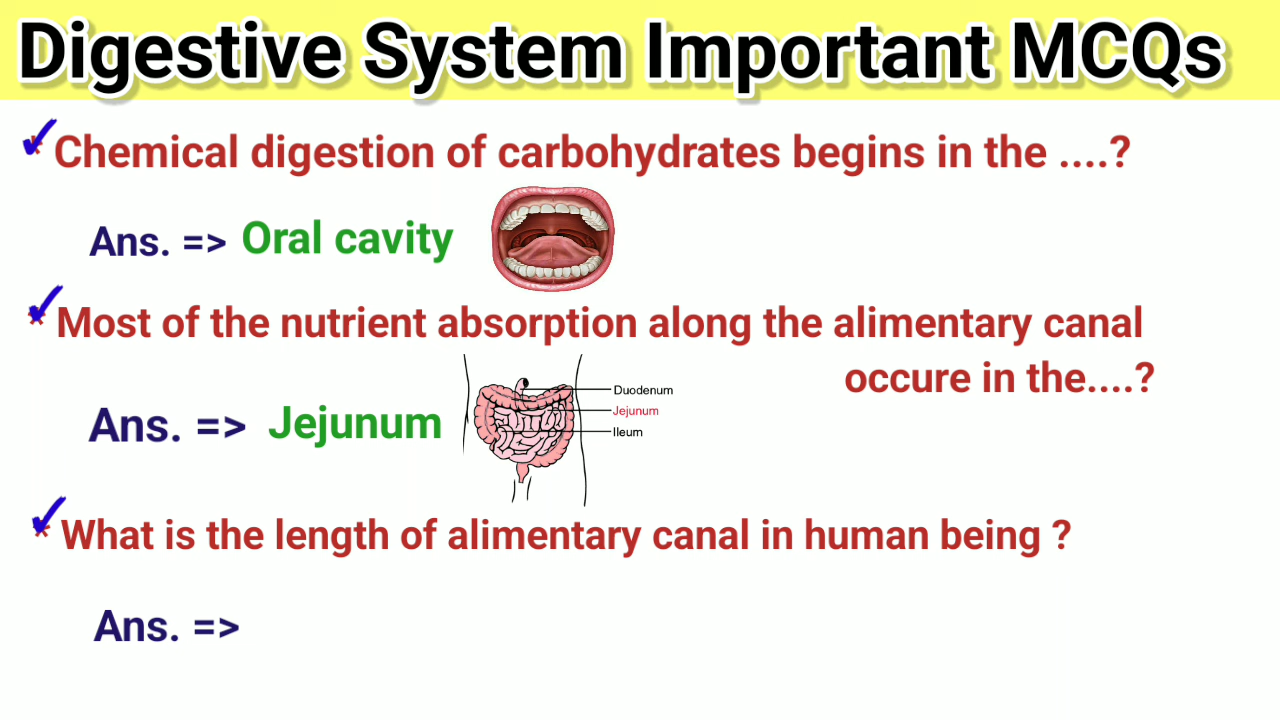 Digestive System Important MCQs
* Chemical digestion of carbohydrates begins in the ....?
Ans. => Oral cavity
* Most of the nutrient absorption along the alimentary canal
occure in the....?
Duodenum
Jejunum
Ileum
Ans. => Jejunum
* What is the length of alimentary canal in human being ?
Ans. =>